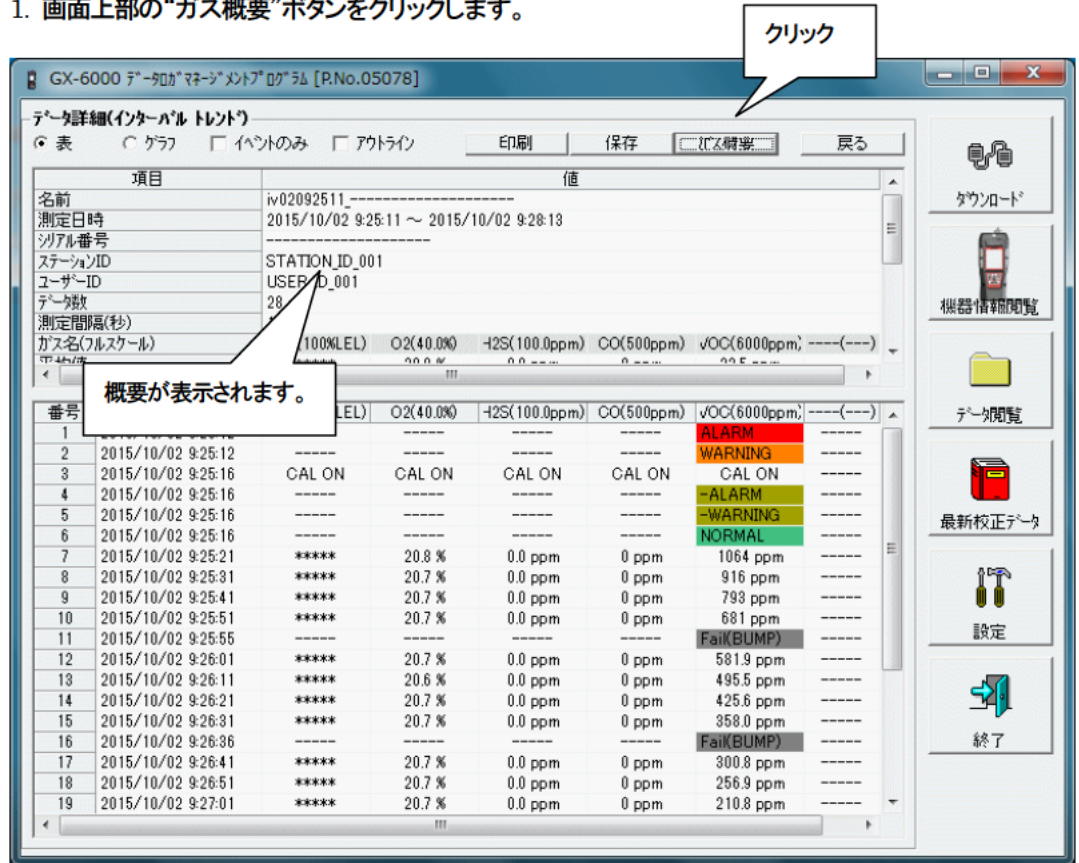 1. 画面上部の“ガス概要”ボタンをクリックします。
クリック
GX-6000 ﾃﾞｰﾀﾛｶﾞﾏﾈｰｼﾞﾒﾝﾄﾌﾟﾛｸﾞﾗﾑ [P.No.05078]
ﾃﾞｰﾀ詳細(ｲﾝﾀｰﾊﾞﾙ ﾄﾚﾝﾄﾞ)
表 ｸﾞﾗﾌ ｲﾍﾞﾝﾄのみ ｱｳﾄﾗｲﾝ 印刷 保存 ｶﾞｽ概要 戻る
項目 値
名前 iv02092511_--------------------
測定日時 2015/10/02 9:25:11 ～ 2015/10/02 9:28:13
ｼﾘｱﾙ番号 --------------------
ｽﾃｰｼｮﾝID STATION_ID_001
ﾕｰｻﾞｰID USER D_001
ﾃﾞｰﾀ数 28
測定間隔(秒)
ｶﾞｽ名(ﾌﾙｽｹｰﾙ) 100%LEL) O2(40.0%) H2S(100.0ppm) CO(500ppm) VOC(6000ppm) ----(---)
概要が表示されます。
番号 LEL) O2(40.0%) H2S(100.0ppm) CO(500ppm) VOC(6000ppm) ----(---)
1 ----- ----- ----- ALARM -----
2 2015/10/02 9:25:12 ----- ----- ----- ----- WARNING -----
3 2015/10/02 9:25:16 CAL ON CAL ON CAL ON CAL ON CAL ON -----
4 2015/10/02 9:25:16 ----- ----- ----- ----- -ALARM -----
5 2015/10/02 9:25:16 ----- ----- ----- ----- -WARNING -----
6 2015/10/02 9:25:16 ----- ----- ----- ----- NORMAL -----
7 2015/10/02 9:25:21 ***** 20.8 % 0.0 ppm 0 ppm 1064 ppm -----
8 2015/10/02 9:25:31 ***** 20.7 % 0.0 ppm 0 ppm 916 ppm -----
9 2015/10/02 9:25:41 ***** 20.7 % 0.0 ppm 0 ppm 793 ppm -----
10 2015/10/02 9:25:51 ***** 20.7 % 0.0 ppm 0 ppm 681 ppm -----
11 2015/10/02 9:25:55 ----- ----- ----- ----- Fail(BUMP) -----
12 2015/10/02 9:26:01 ***** 20.7 % 0.0 ppm 0 ppm 581.9 ppm -----
13 2015/10/02 9:26:11 ***** 20.6 % 0.0 ppm 0 ppm 495.5 ppm -----
14 2015/10/02 9:26:21 ***** 20.7 % 0.0 ppm 0 ppm 425.6 ppm -----
15 2015/10/02 9:26:31 ***** 20.7 % 0.0 ppm 0 ppm 358.0 ppm -----
16 2015/10/02 9:26:36 ----- ----- ----- ----- Fail(BUMP) -----
17 2015/10/02 9:26:41 ***** 20.7 % 0.0 ppm 0 ppm 300.8 ppm -----
18 2015/10/02 9:26:51 ***** 20.7 % 0.0 ppm 0 ppm 256.9 ppm -----
19 2015/10/02 9:27:01 ***** 20.7 % 0.0 ppm 0 ppm 210.8 ppm -----
ﾀﾞｳﾝﾛｰﾄﾞ
機器情報閲覧
ﾃﾞｰﾀ閲覧
最新校正ﾃﾞｰﾀ
設定
終了